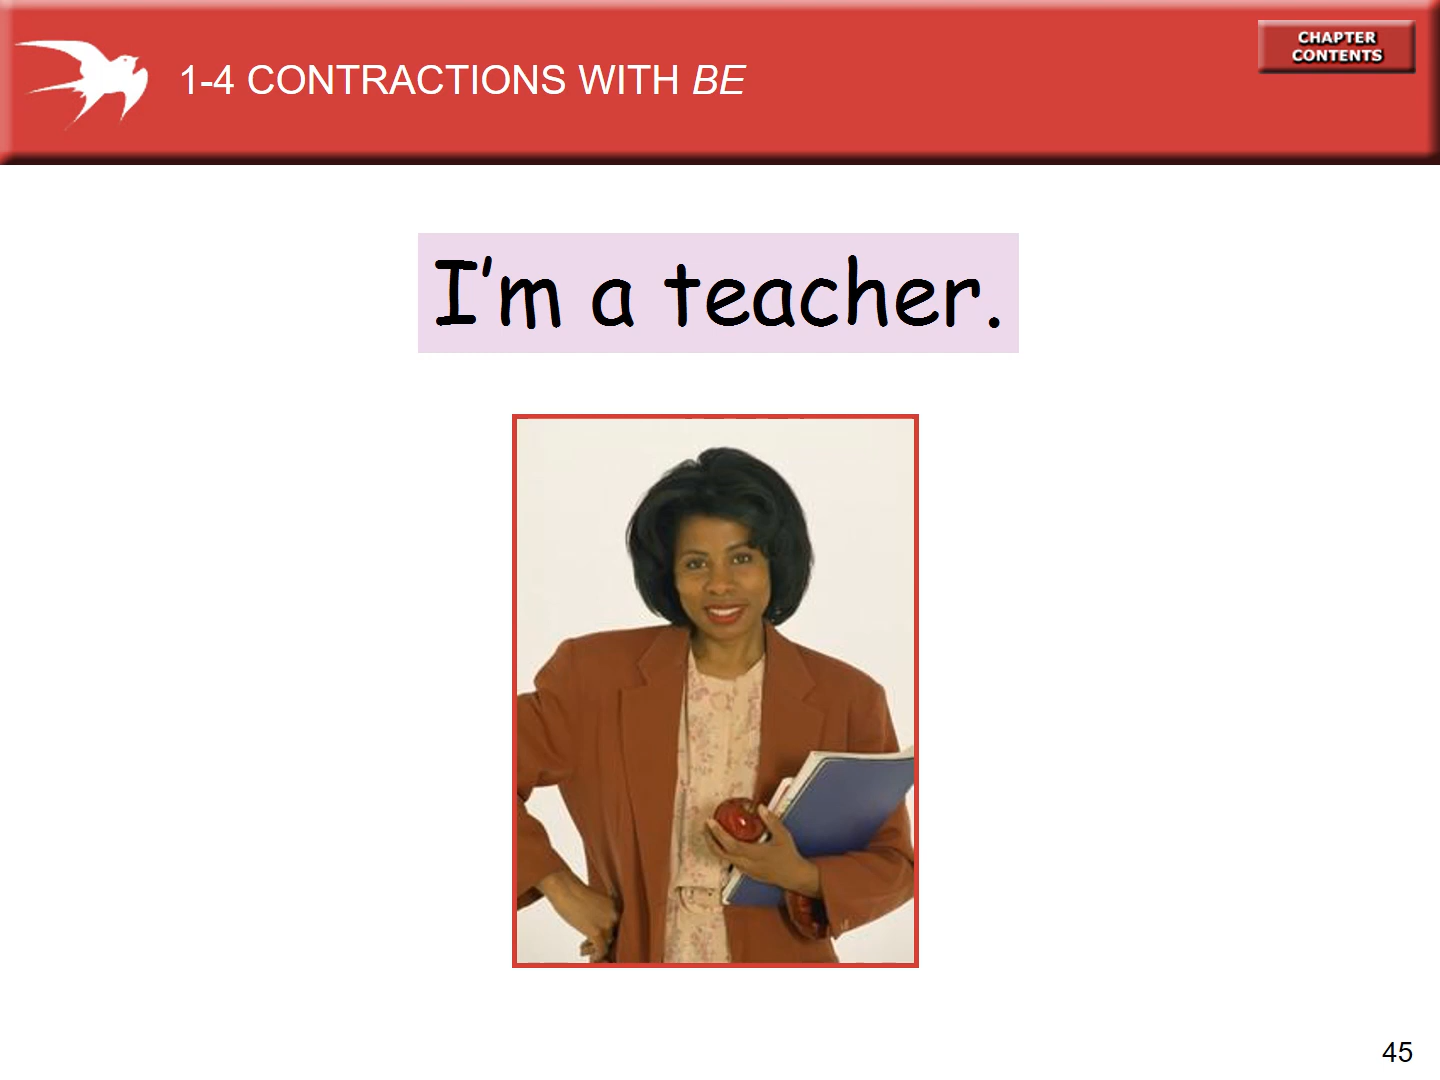 1-4 CONTRACTIONS WITH BE
CHAPTER
CONTENTS
I’m a teacher.
45